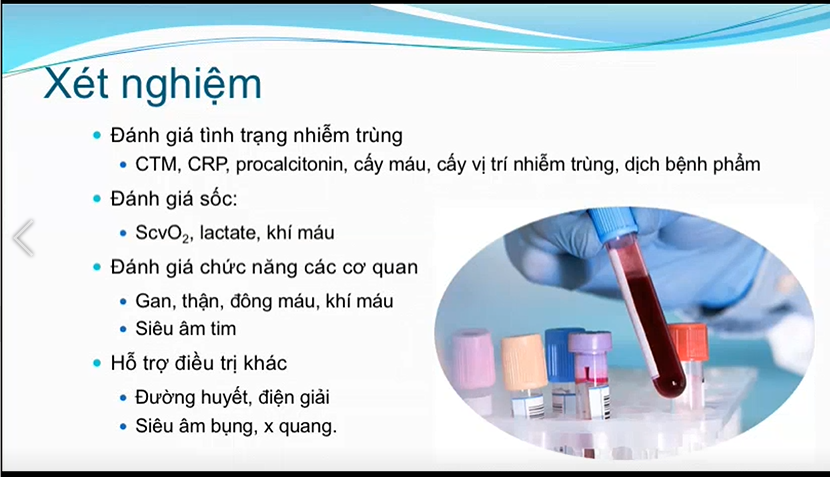 Xét nghiệm
Đánh giá tình trạng nhiễm trùng
CTM, CRP, procalcitonin, cấy máu, cấy vị trí nhiễm trùng, dịch bệnh phẩm
Đánh giá sốc:
ScvO₂, lactate, khí máu
Đánh giá chức năng các cơ quan
Gan, thận, đông máu, khí máu
Siêu âm tim
Hỗ trợ điều trị khác
Đường huyết, điện giải
Siêu âm bụng, x quang.